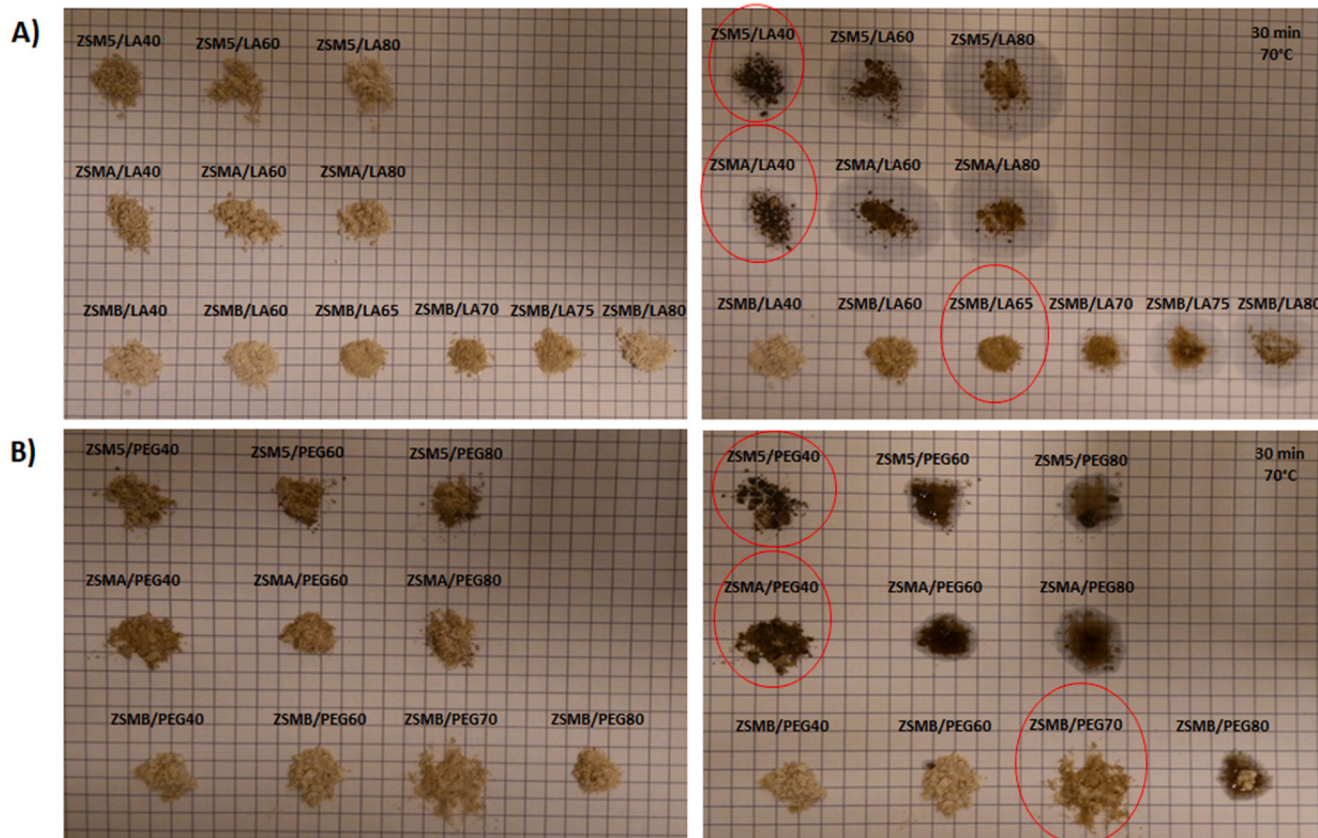 A)
ZSM5/LA40 ZSM5/LA60 ZSM5/LA80
ZSMA/LA40 ZSMA/LA60 ZSMA/LA80
ZSMB/LA40 ZSMB/LA60 ZSMB/LA65 ZSMB/LA70 ZSMB/LA75 ZSMB/LA80
ZSM5/LA40 ZSM5/LA60 ZSM5/LA80 30 min
70°C
ZSMA/LA40 ZSMA/LA60 ZSMA/LA80
ZSMB/LA40 ZSMB/LA60 ZSMB/LA65 ZSMB/LA70 ZSMB/LA75 ZSMB/LA80
B)
ZSM5/PEG40 ZSM5/PEG60 ZSM5/PEG80
ZSMA/PEG40 ZSMA/PEG60 ZSMA/PEG80
ZSMB/PEG40 ZSMB/PEG60 ZSMB/PEG70 ZSMB/PEG80
ZSM5/PEG40 ZSM5/PEG60 ZSM5/PEG80 30 min
70°C
ZSMA/PEG40 ZSMA/PEG60 ZSMA/PEG80
ZSMB/PEG40 ZSMB/PEG60 ZSMB/PEG70 ZSMB/PEG80